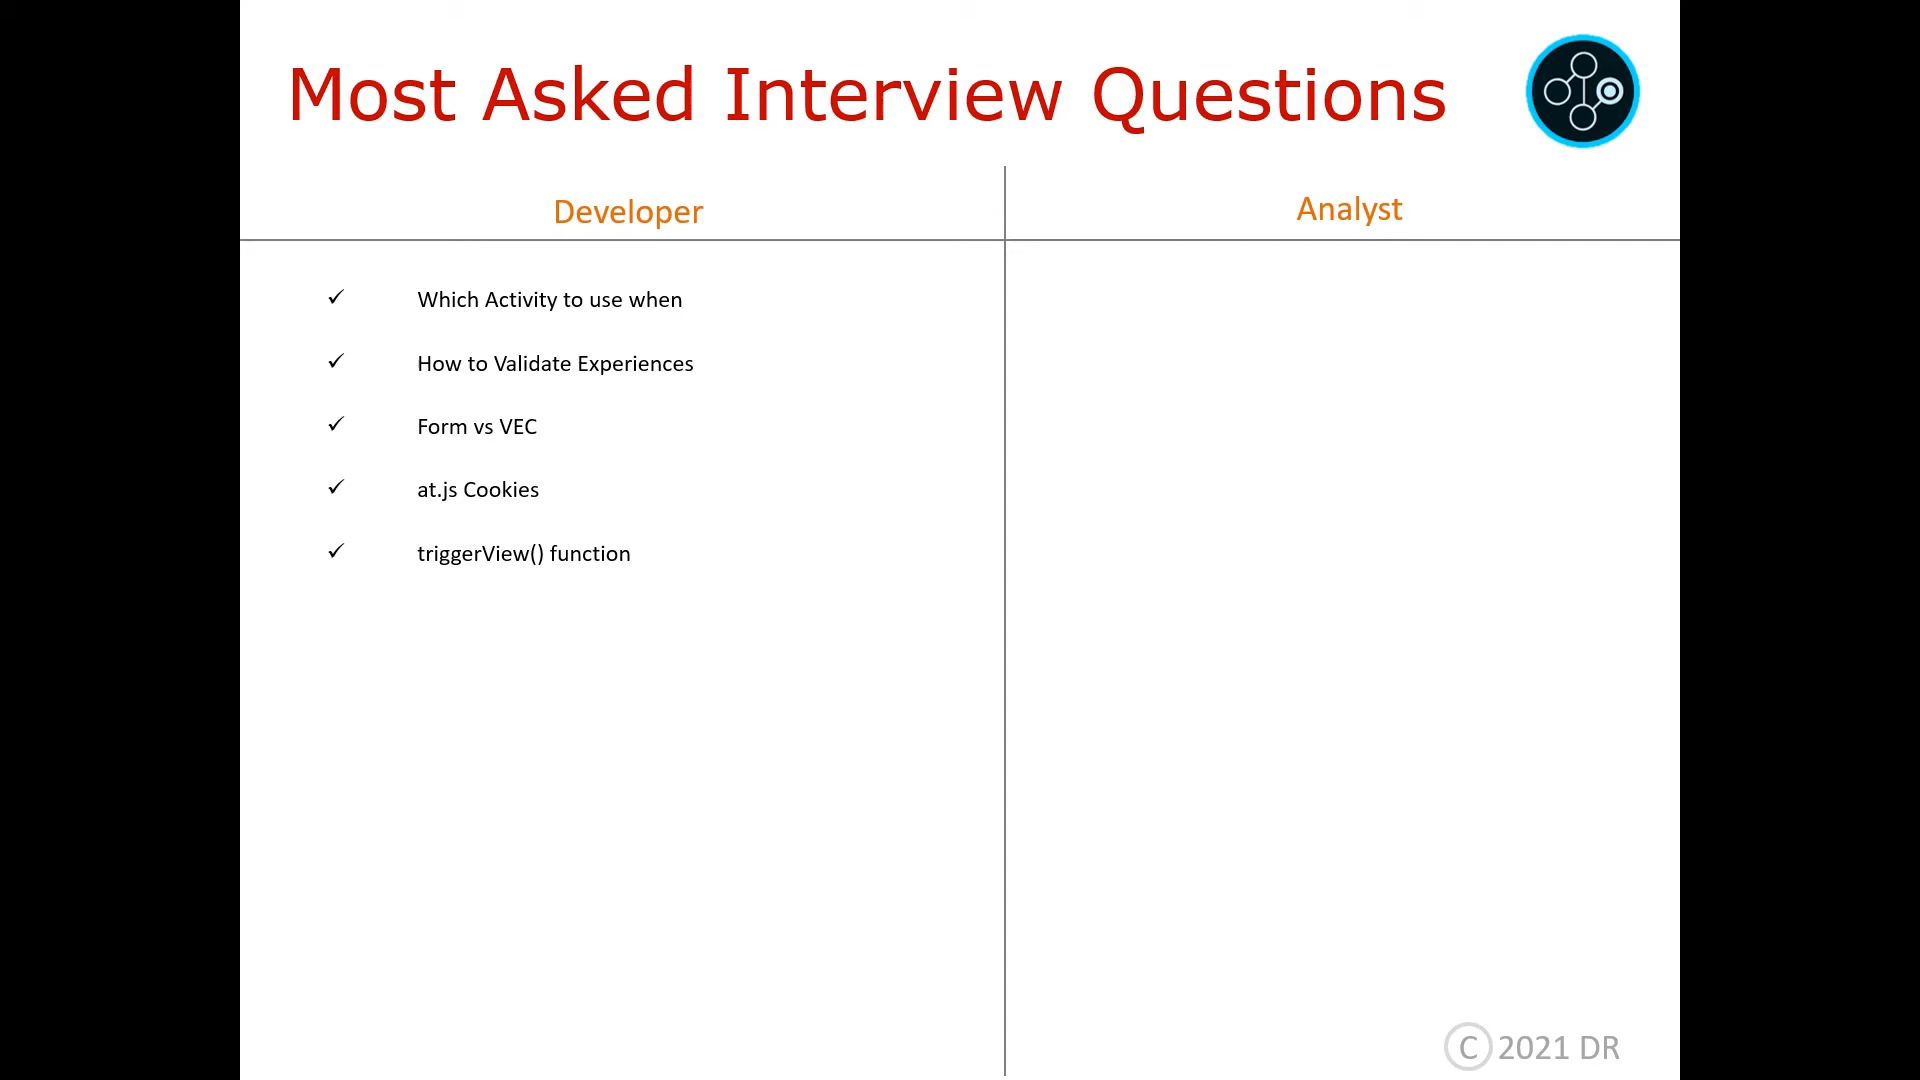 Most Asked Interview Questions
Developer
Analyst
✓ Which Activity to use when
✓ How to Validate Experiences
✓ Form vs VEC
✓ at.js Cookies
✓ triggerView() function
© 2021 DR